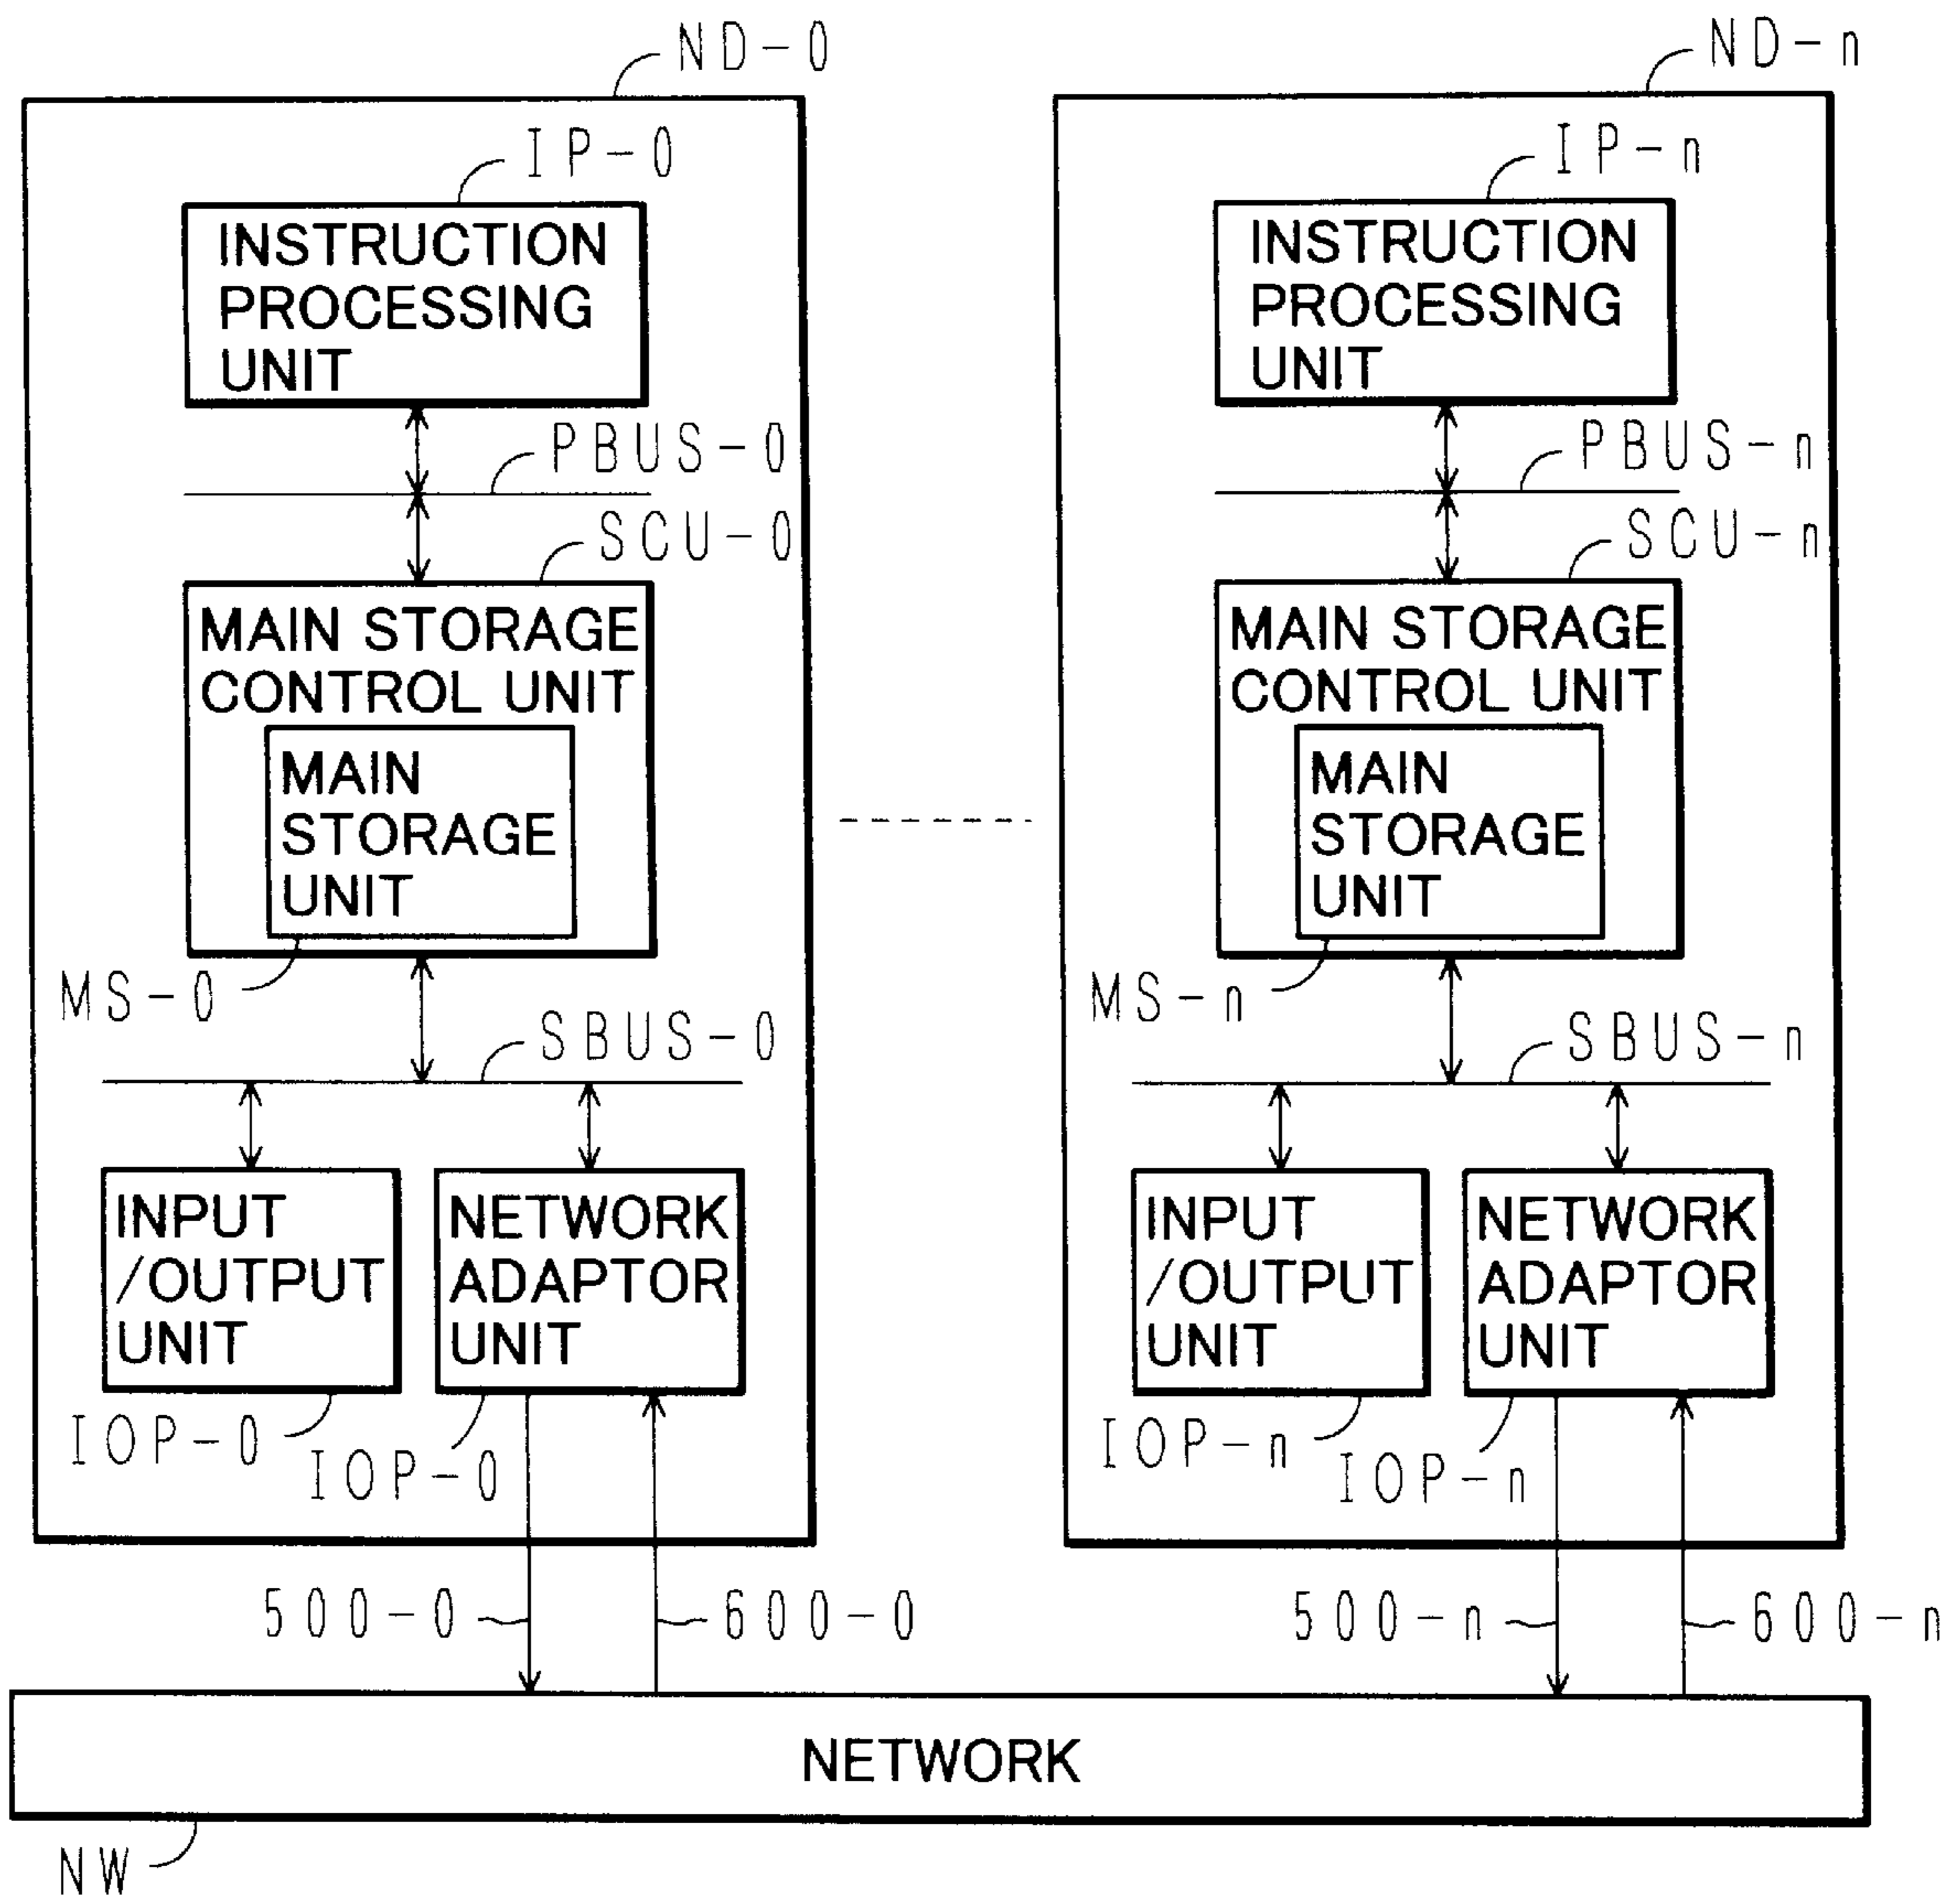 ND-0
IP-0
INSTRUCTION
PROCESSING
UNIT
PBUS-0
SCU-0
MAIN STORAGE
CONTROL UNIT
MAIN
STORAGE
UNIT
MS-0
SBUS-0
INPUT
/OUTPUT
UNIT
NETWORK
ADAPTOR
UNIT
IOP-0
IOP-0
500-0
600-0
ND-n
IP-n
INSTRUCTION
PROCESSING
UNIT
PBUS-n
SCU-n
MAIN STORAGE
CONTROL UNIT
MAIN
STORAGE
UNIT
MS-n
SBUS-n
INPUT
/OUTPUT
UNIT
NETWORK
ADAPTOR
UNIT
IOP-n
IOP-n
500-n
600-n
NETWORK
NW